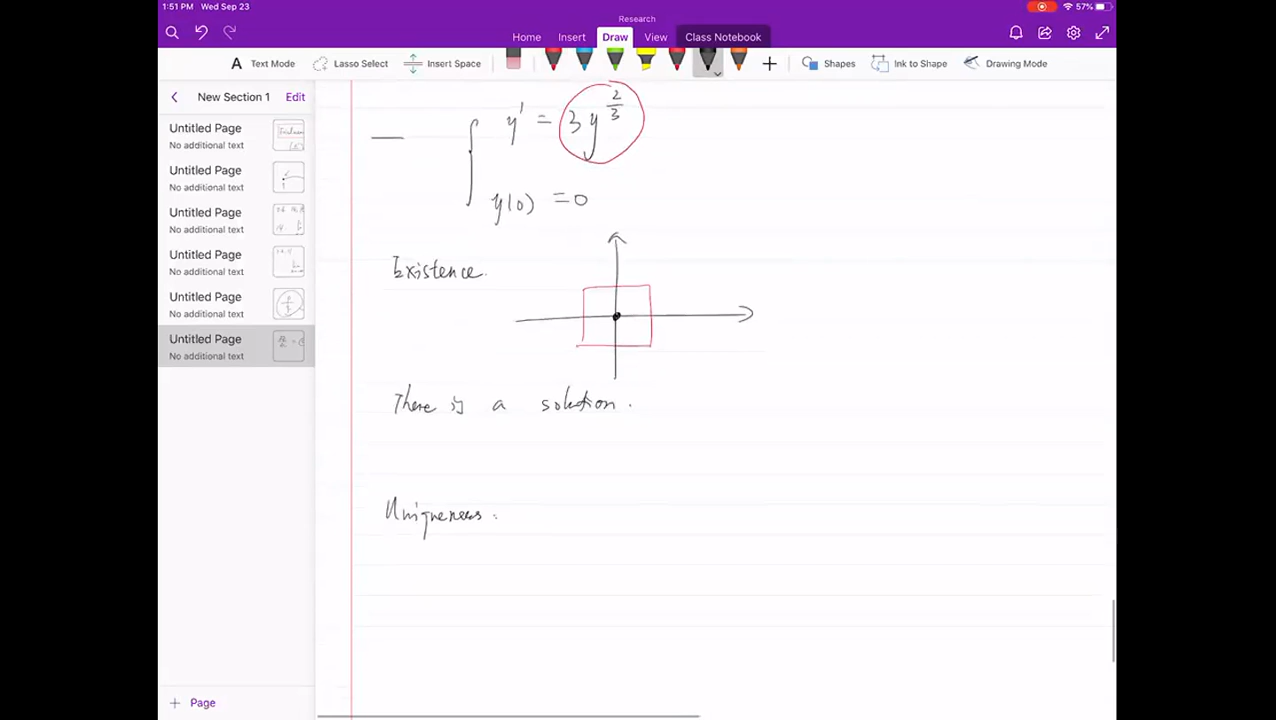 1:51 PM Wed Sep 23
57%
Research
Home Insert Draw View Class Notebook
Text Mode Lasso Select Insert Space Shapes Ink to Shape Drawing Mode
New Section 1 Edit
Untitled Page
No additional text
Untitled Page
No additional text
Untitled Page
No additional text
Untitled Page
No additional text
Untitled Page
No additional text
Untitled Page
No additional text
+ Page
y' = 3y^{2/3}
y(0) = 0
Existence.
There is a solution.
Uniqueness: